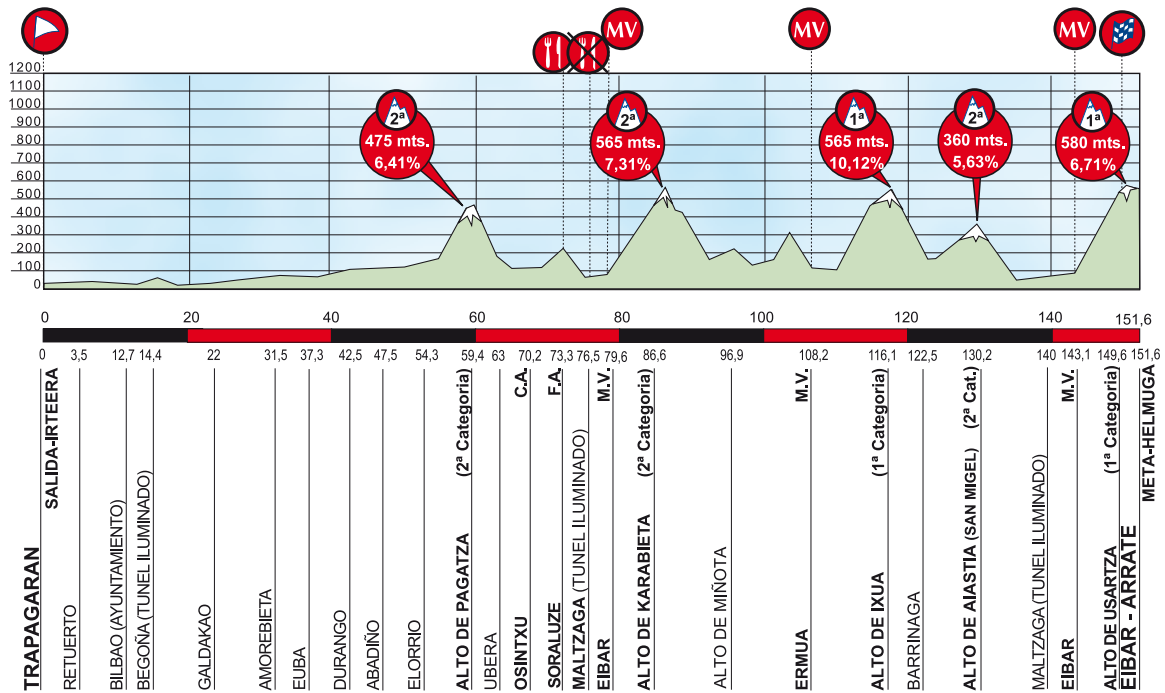 MV
MV
MV
1200
1100
1000
900
800
700
600
500
400
300
200
100
0
2ª
475 mts.
6,41%
2ª
565 mts.
7,31%
1ª
565 mts.
10,12%
2ª
360 mts.
5,63%
1ª
580 mts.
6,71%
0 20 40 60 80 100 120 140 151,6
0 3,5 12,7 14,4 22 31,5 37,3 42,5 47,5 54,3 59,4 63 70,2 73,3 76,5 79,6 86,6 96,9 108,2 116,1 122,5 130,2 140 143,1 149,6 151,6
TRAPAGARAN
SALIDA-IRTEERA
RETUERTO
BILBAO (AYUNTAMIENTO)
BEGOÑA (TUNEL ILUMINADO)
GALDAKAO
AMOREBIETA
EUBA
DURANGO
ABADIÑO
ELORRIO
ALTO DE PAGATZA (2ª Categoria)
UBERA
OSINTXU C.A.
SORALUZE F.A.
MALTZAGA (TUNEL ILUMINADO)
EIBAR M.V.
ALTO DE KARABIETA (2ª Categoria)
ALTO DE MIÑOTA
ERMUA M.V.
ALTO DE IXUA (1ª Categoria)
BARRINAGA
ALTO DE AIASTIA (SAN MIGEL) (2ª Cat.)
MALTZAGA (TUNEL ILUMINADO)
EIBAR M.V.
ALTO DE USARTZA (1ª Categoria)
EIBAR - ARRATE
META-HELMUGA